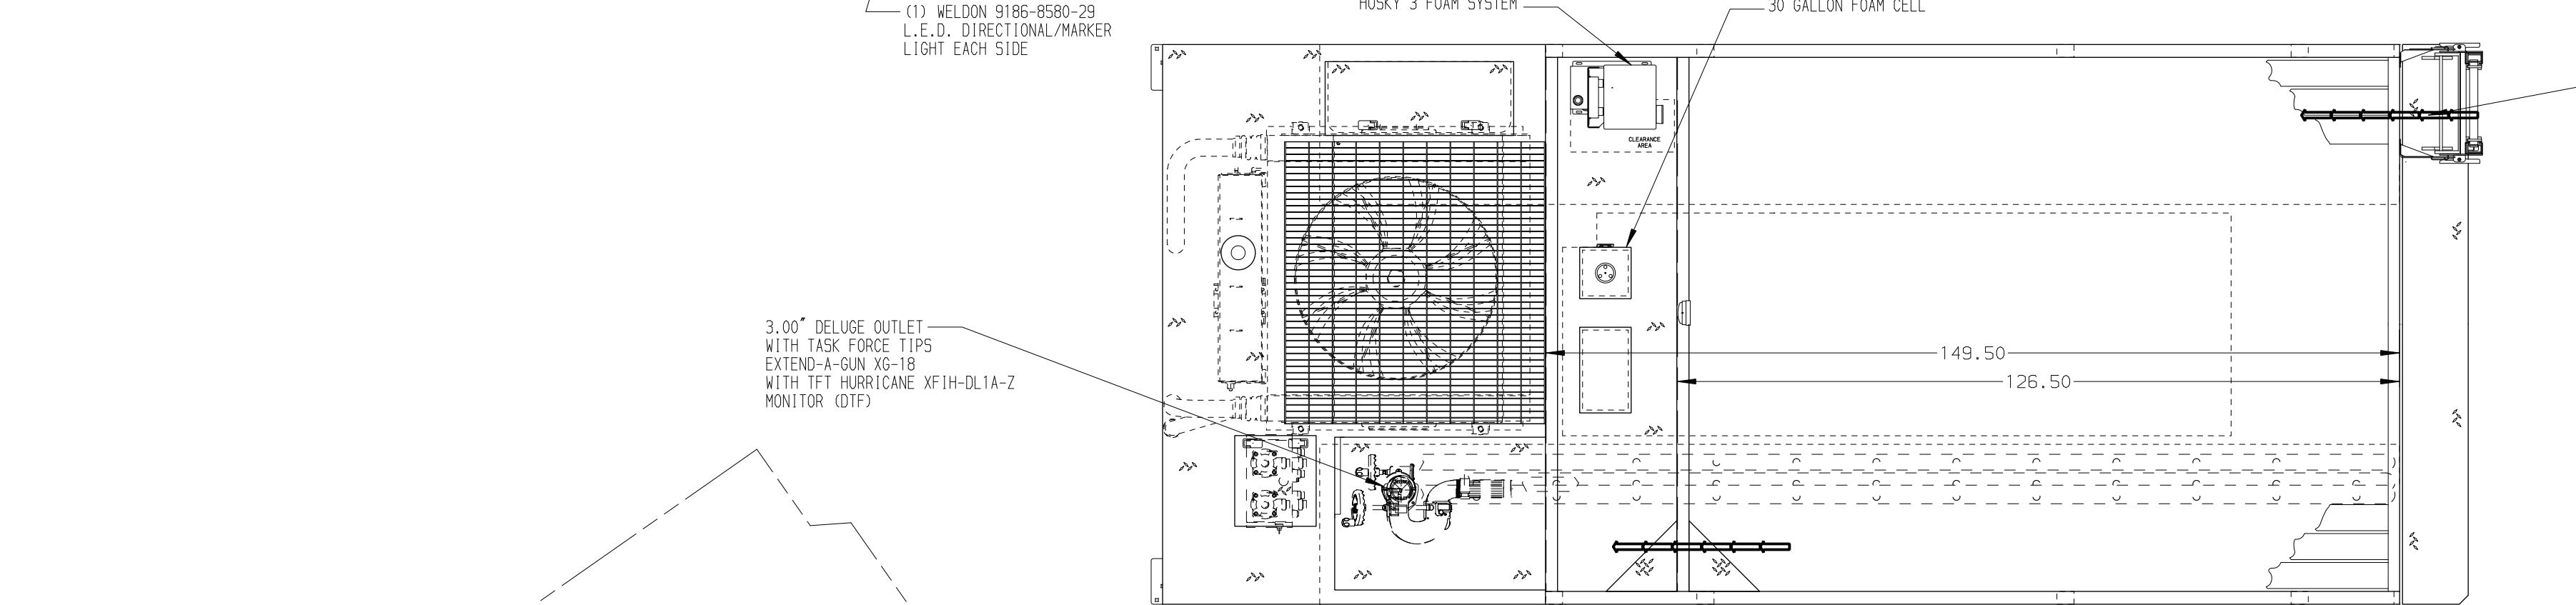 (1) WELDON 9186-8580-29
L.E.D. DIRECTIONAL/MARKER
LIGHT EACH SIDE
HUSKY 3 FOAM SYSTEM
30 GALLON FOAM CELL
CLEARANCE
AREA
3.00" DELUGE OUTLET
WITH TASK FORCE TIPS
EXTEND-A-GUN XG-18
WITH TFT HURRICANE XFIH-DL1A-Z
MONITOR (DTF)
149.50
126.50